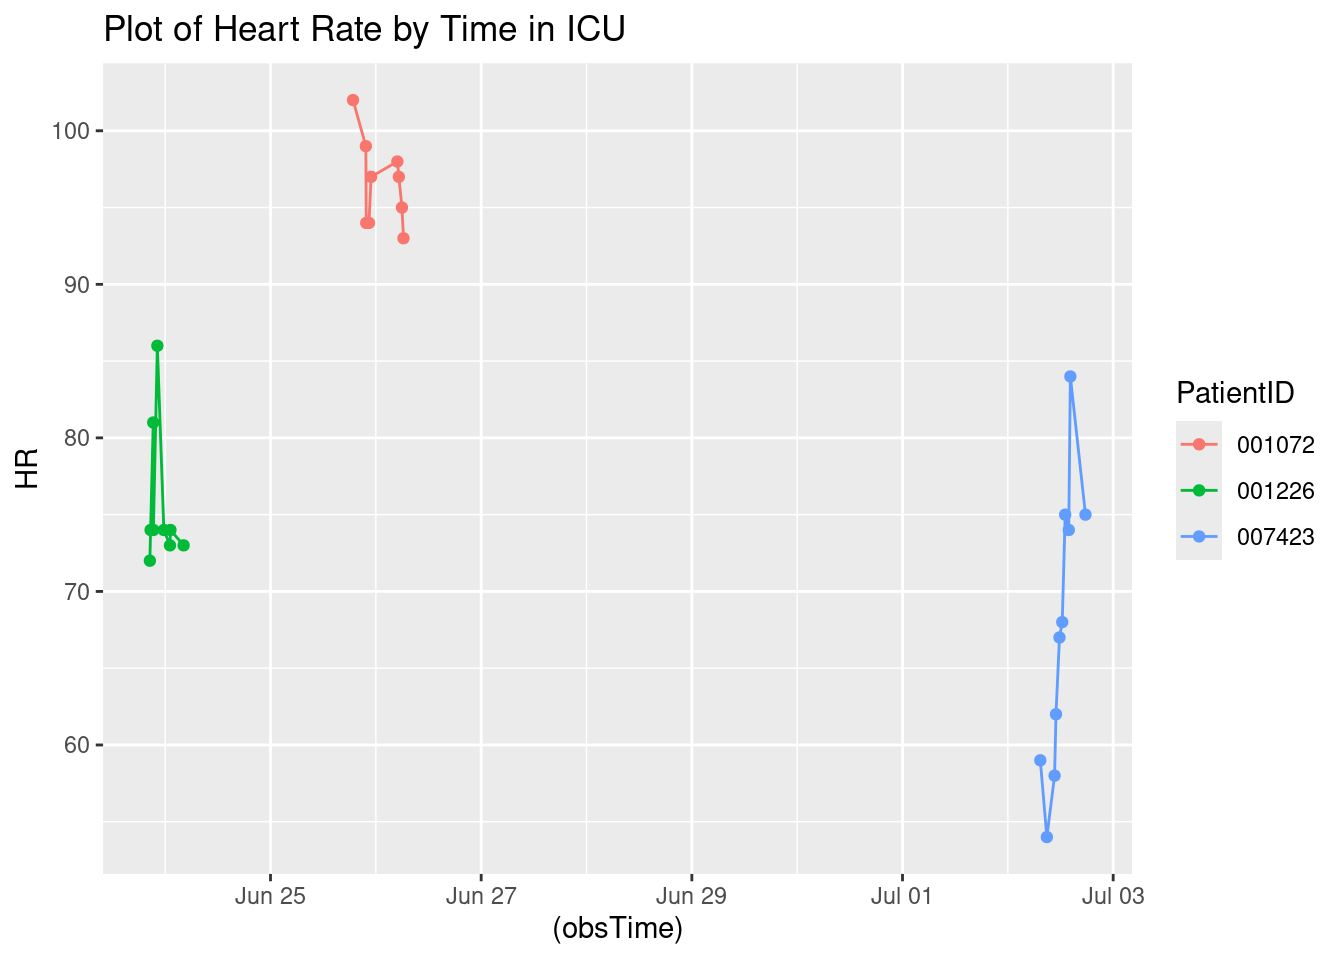 Plot of Heart Rate by Time in ICU
HR
100
90
80
70
60
Jun 25
Jun 27
Jun 29
Jul 01
Jul 03
(obsTime)
PatientID
001072
001226
007423